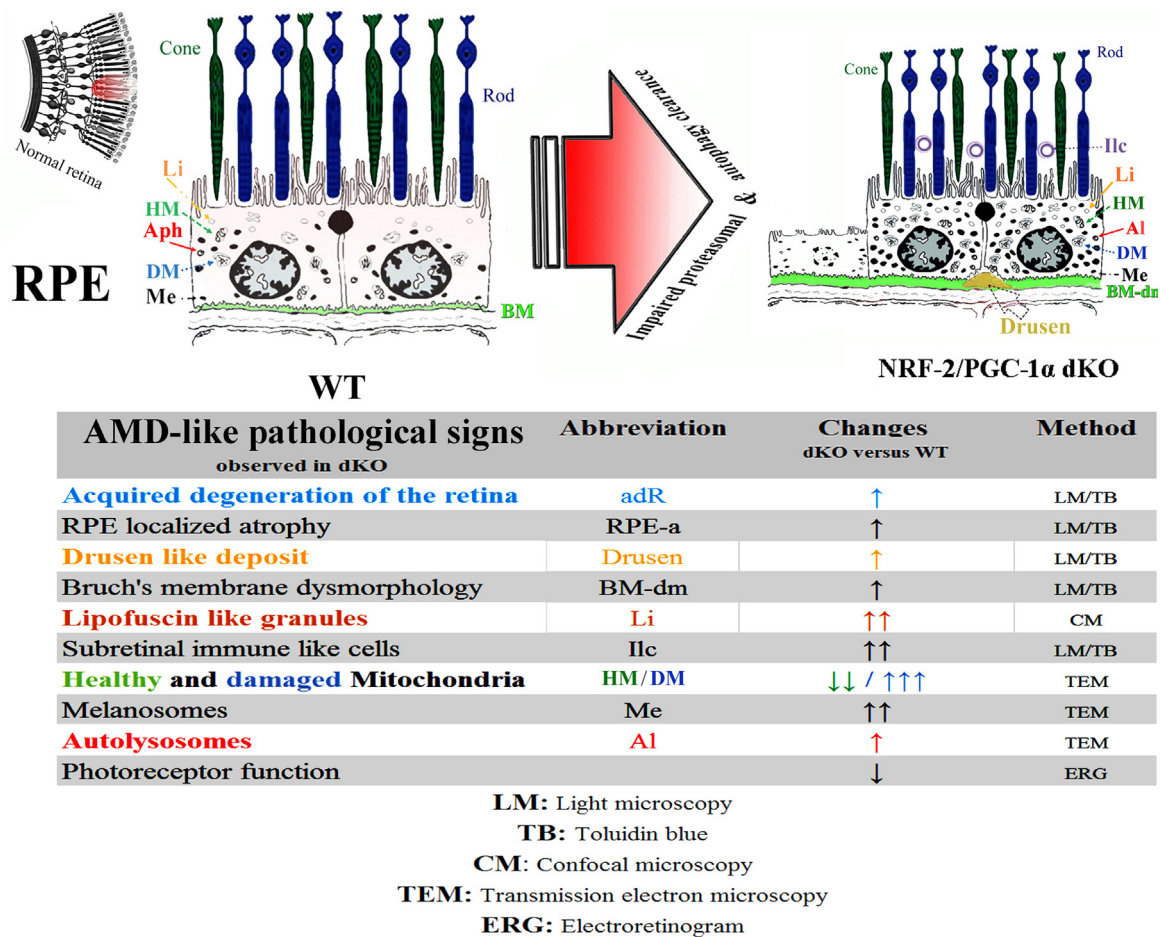 Normal retina
Cone
Rod
Li
HM
Aph
DM
Me
RPE
BM
WT
Impaired proteasomal & autophagy clearance
Cone
Rod
Ilc
Li
HM
Al
DM
Me
BM-dm
Drusen
NRF-2/PGC-1α dKO
AMD-like pathological signs observed in dKO Abbreviation Changes dKO versus WT Method
Acquired degeneration of the retina adR ↑ LM/TB
RPE localized atrophy RPE-a ↑ LM/TB
Drusen like deposit Drusen ↑ LM/TB
Bruch's membrane dysmorphology BM-dm ↑ LM/TB
Lipofuscin like granules Li ↑↑ CM
Subretinal immune like cells Ilc ↑↑ LM/TB
Healthy and damaged Mitochondria HM/DM ↓↓ / ↑↑↑ TEM
Melanosomes Me ↑↑ TEM
Autolysosomes Al ↑ TEM
Photoreceptor function ↓ ERG
LM: Light microscopy
TB: Toluidin blue
CM: Confocal microscopy
TEM: Transmission electron microscopy
ERG: Electroretinogram